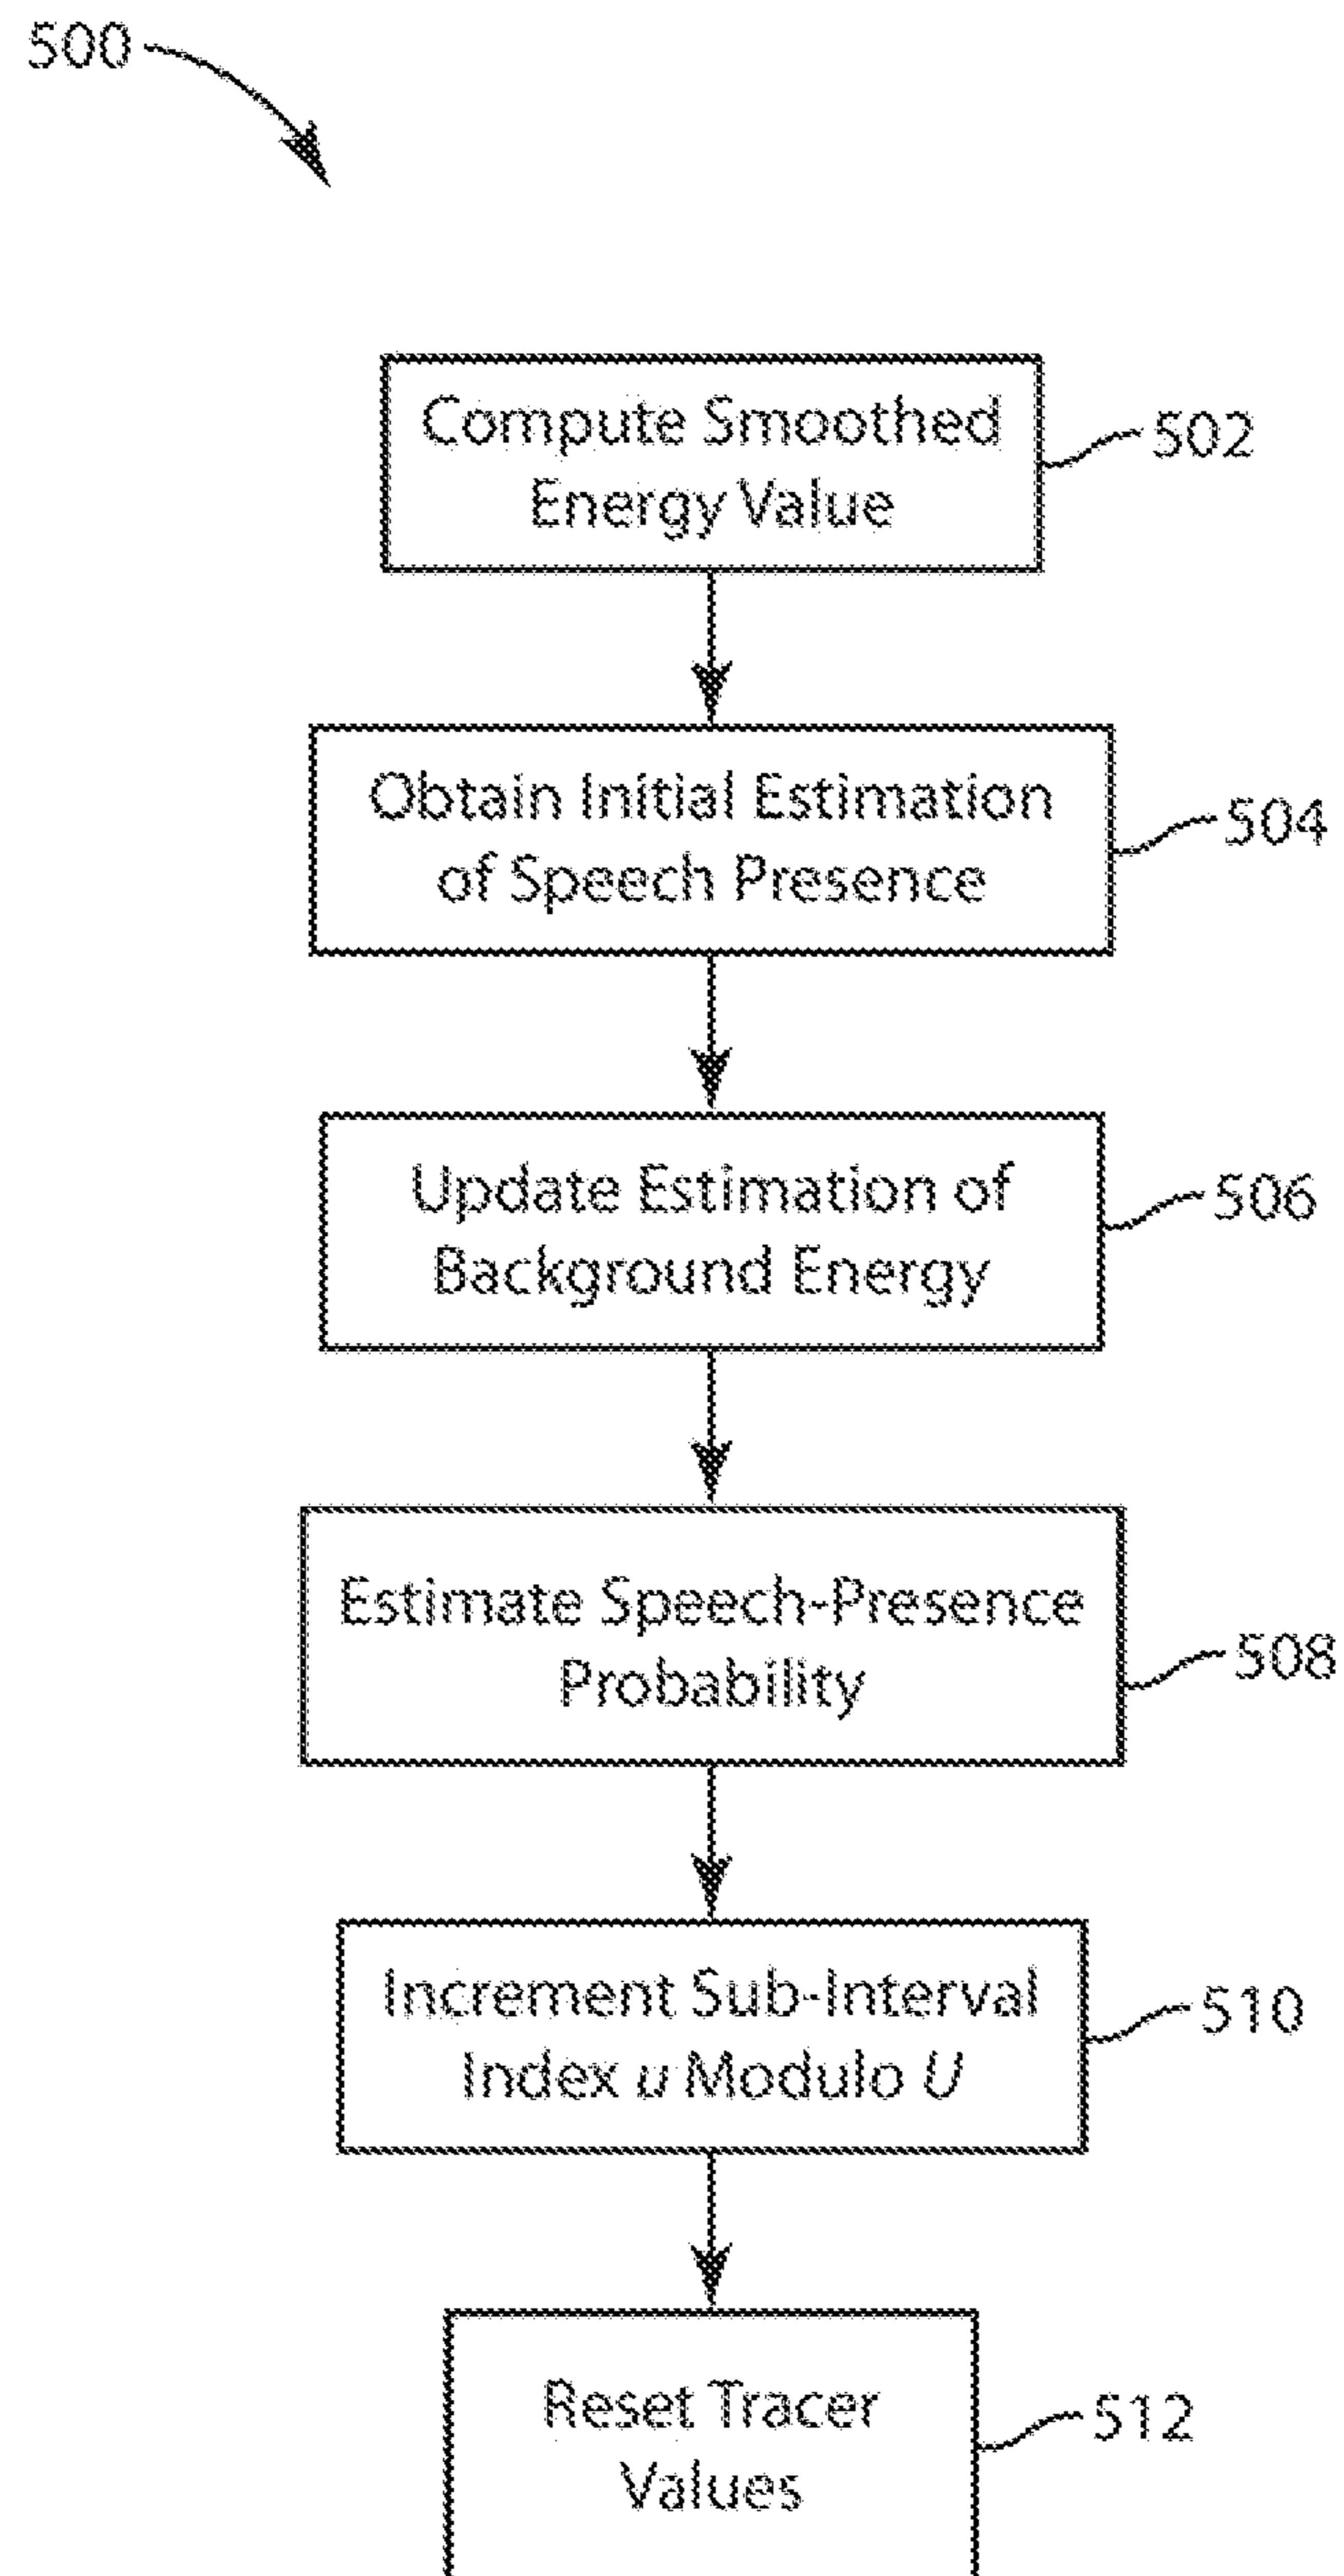 500
Compute Smoothed
Energy Value
502
Obtain Initial Estimation
of Speech Presence
504
Update Estimation of
Background Energy
506
Estimate Speech-Presence
Probability
508
Increment Sub-Interval
Index u Modulo U
510
Reset Tracer
Values
512